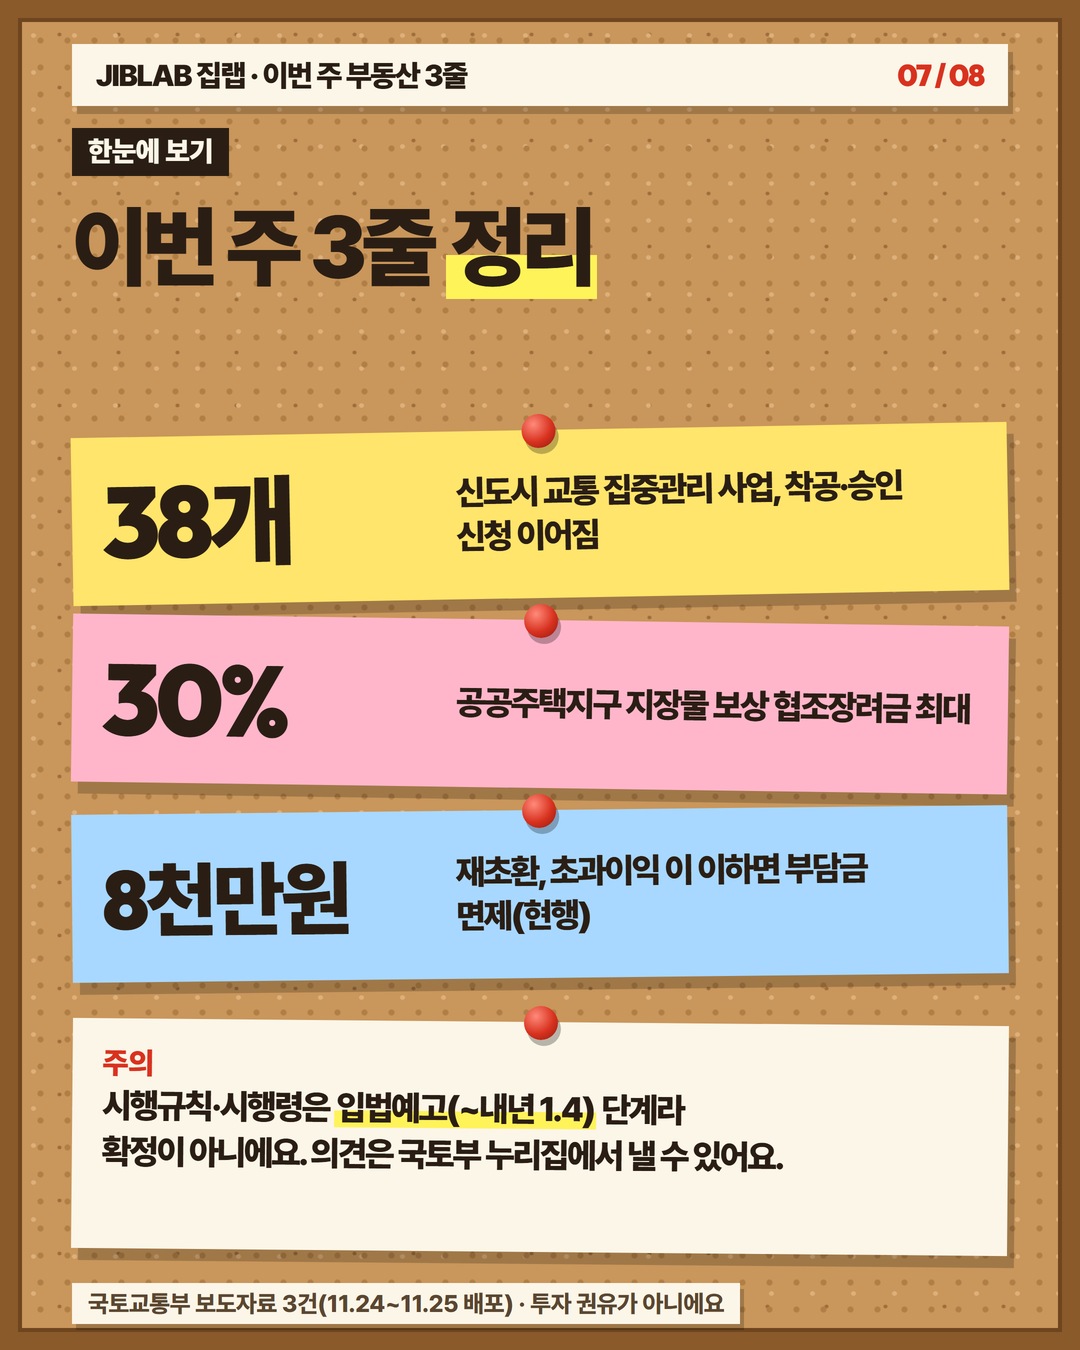 JIBLAB 집랩 · 이번 주 부동산 3줄
07 / 08
한눈에 보기
이번 주 3줄 정리
38개
신도시 교통 집중관리 사업, 착공·승인
신청 이어짐
30%
공공주택지구 지장물 보상 협조장려금 최대
8천만원
재초환, 초과이익 이 이하면 부담금
면제(현행)
주의
시행규칙·시행령은 입법예고(~내년 1.4) 단계라
확정이 아니에요. 의견은 국토부 누리집에서 낼 수 있어요.
국토교통부 보도자료 3건(11.24~11.25 배포) · 투자 권유가 아니에요